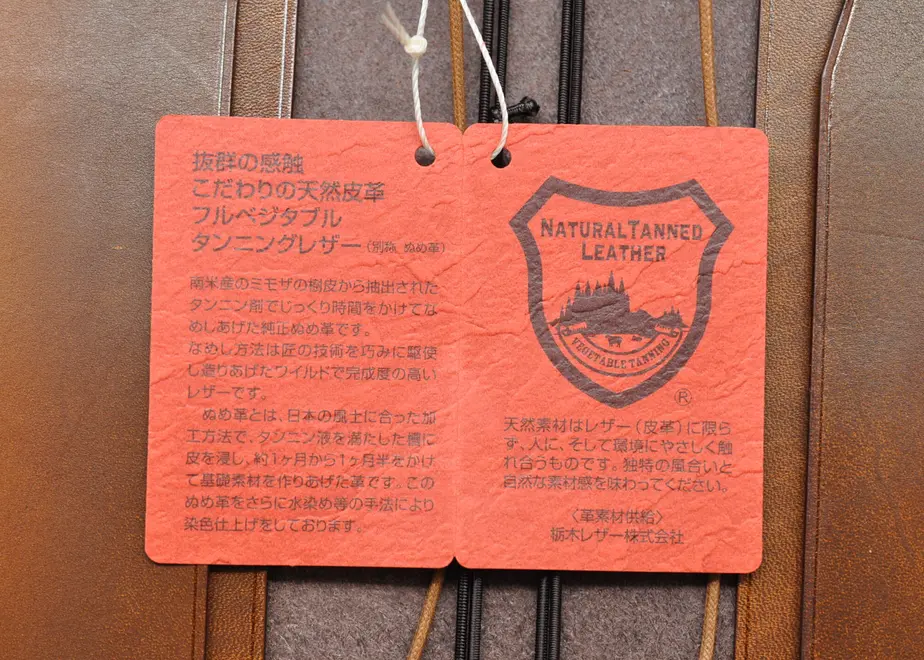 抜群の感触
こだわりの天然皮革
フルベジタブル
タンニングレザー（別称 ぬめ革）
南米産のミモザの樹皮から抽出された
タンニン剤でじっくり時間をかけてな
めしあげた純正ぬめ革です。
なめし方法は匠の技術を巧みに駆使
し造りあげたワイルドで完成度の高い
レザーです。
ぬめ革とは、日本の風土に合った加
工方法で、タンニン液を満たした槽に
皮を浸し、約1ヶ月から1ヶ月半をかけ
て基礎素材を作りあげた革です。この
ぬめ革をさらに水染め等の手法により
染色仕上げをしております。
NATURAL TANNED
LEATHER
VEGETABLE TANNING
®
天然素材はレザー（皮革）に限ら
ず、人に、そして環境にやさしく触
れ合うものです。独特の風合いと
自然な素材感を味わってください。
〈革素材供給〉
栃木レザー株式会社